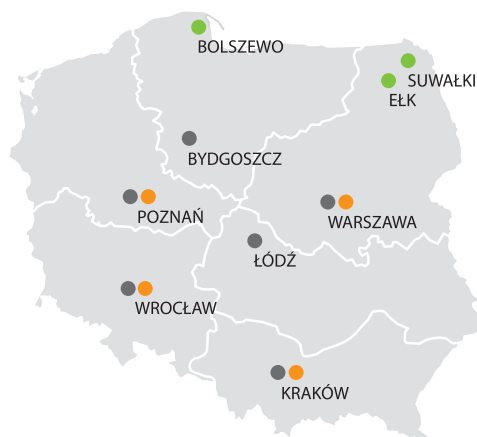 BOLSZEWO
SUWAŁKI
EŁK
BYDGOSZCZ
POZNAŃ
WARSZAWA
ŁÓDŹ
WROCŁAW
KRAKÓW